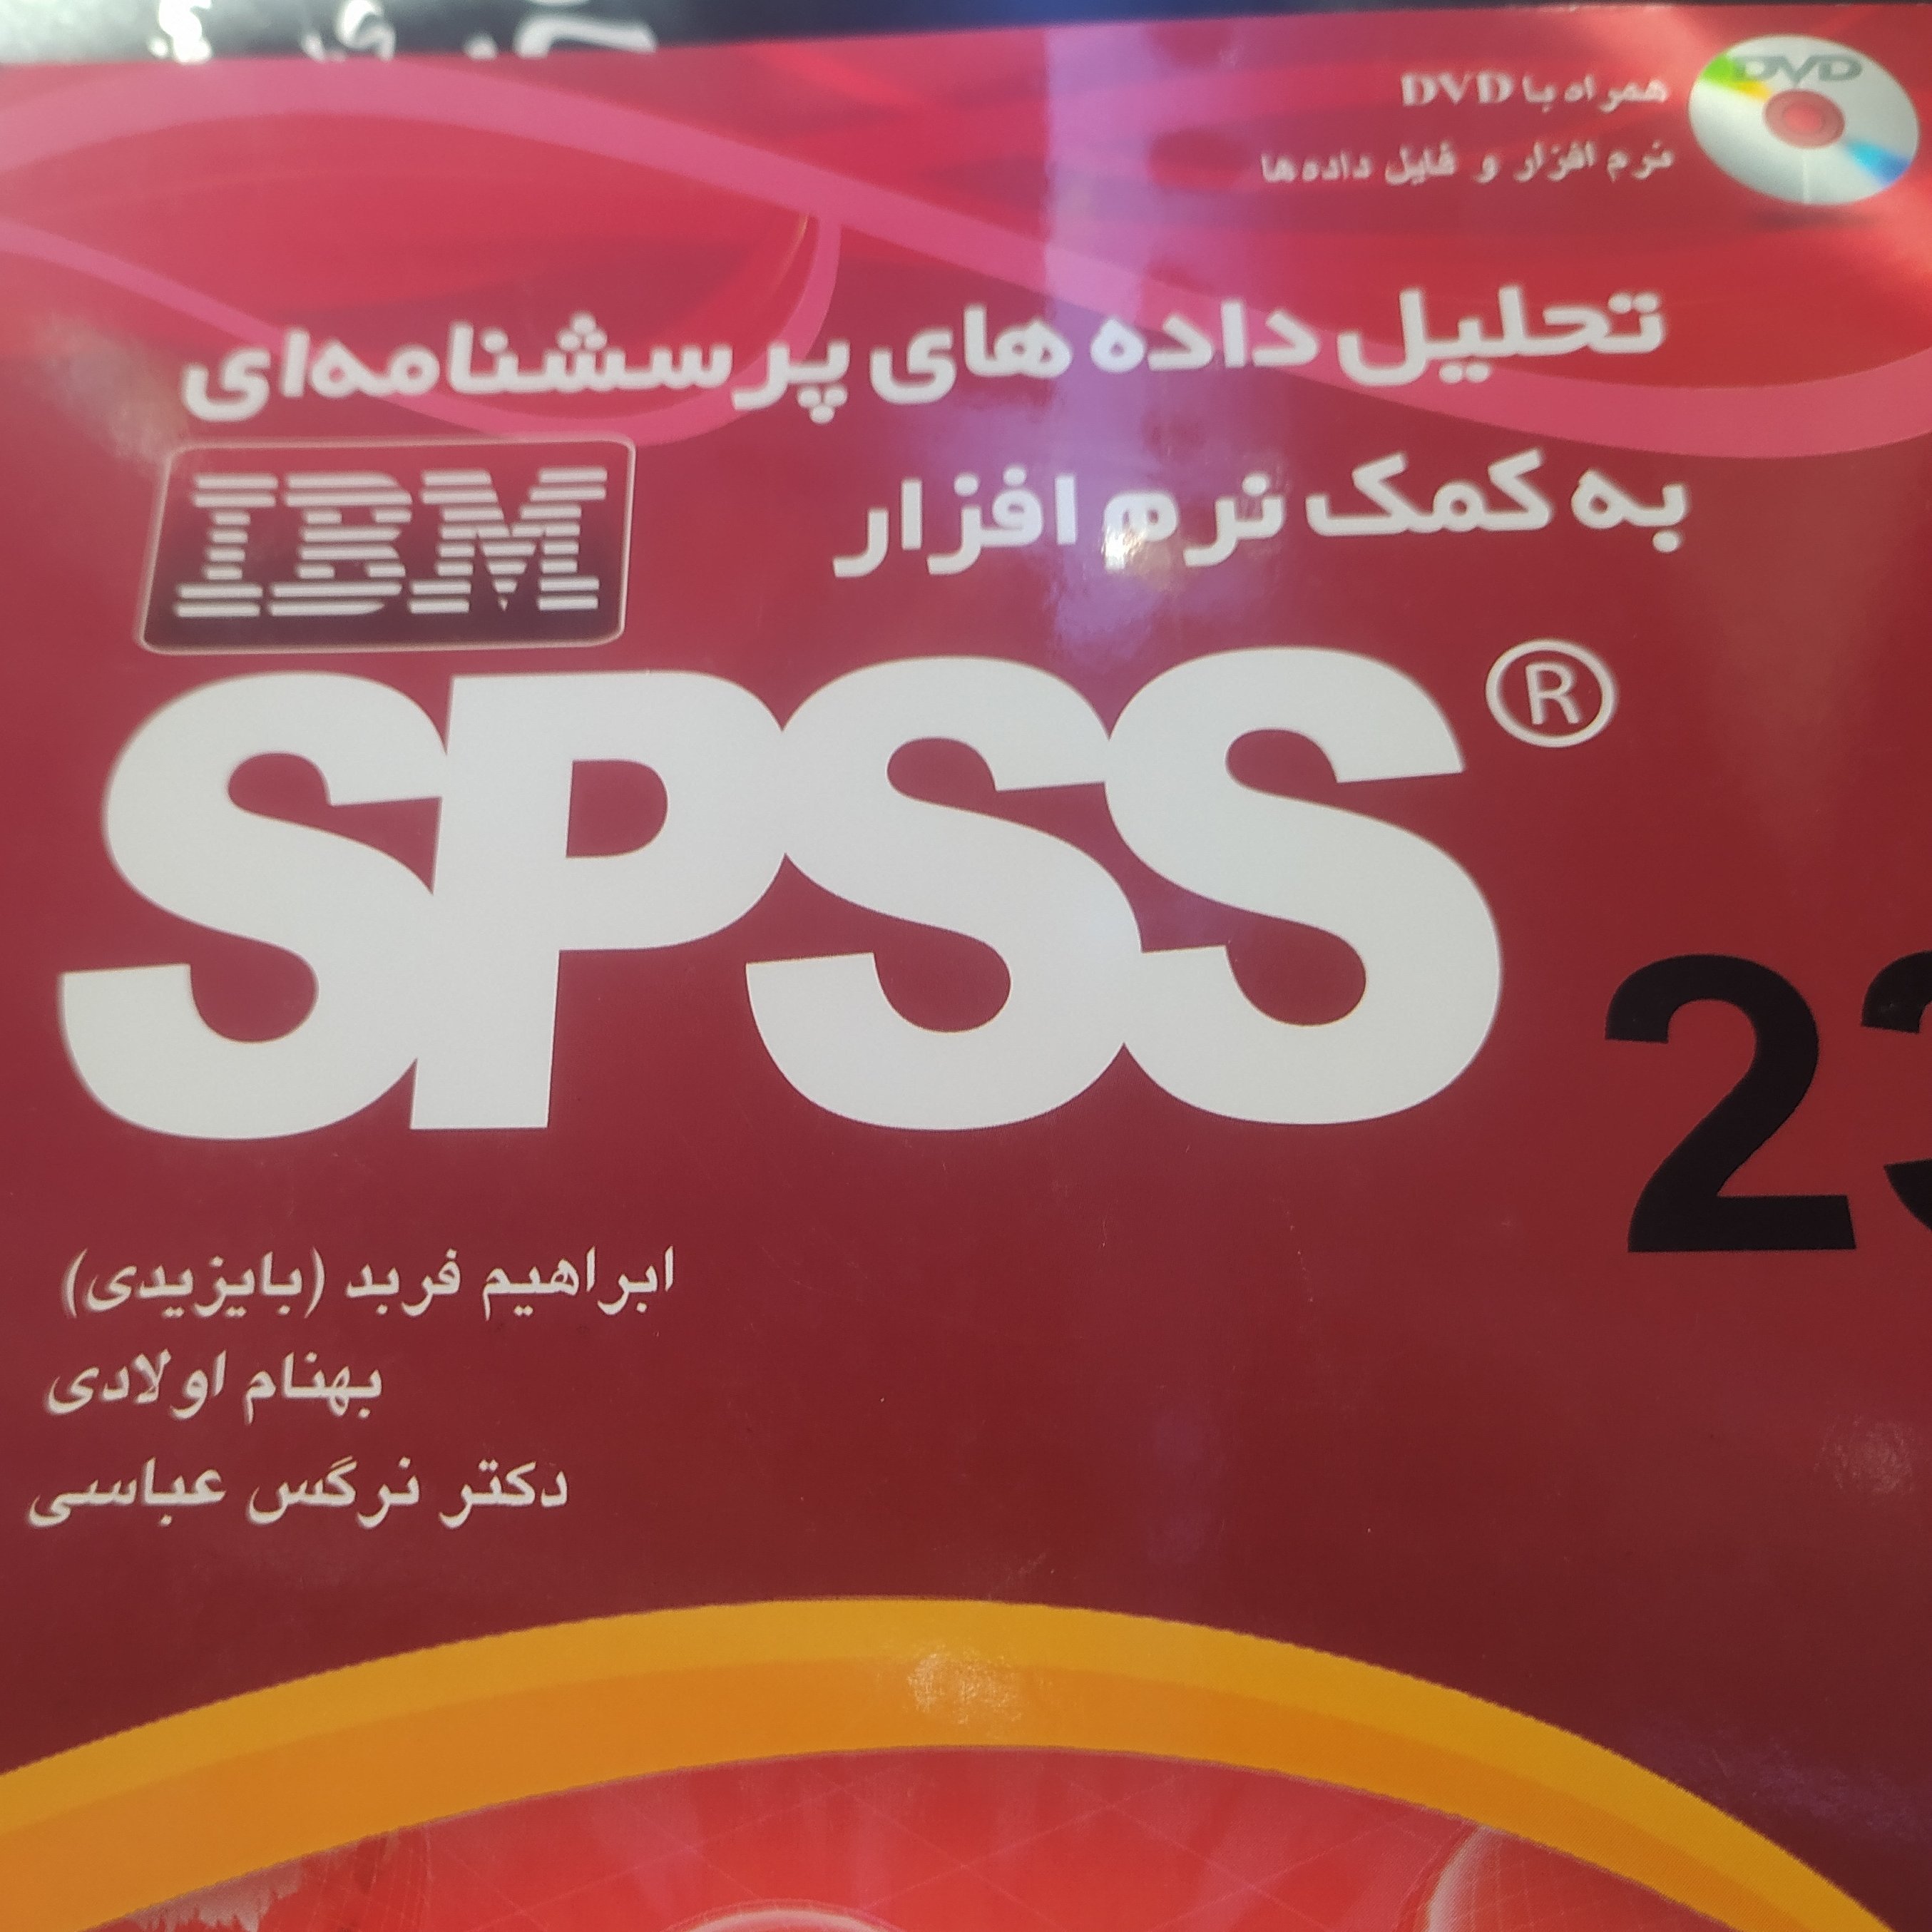 DVD
همراه با DVD
نرم افزار و فایل داده‌ها
تحلیل داده های پرسشنامه‌ای
به کمک نرم افزار
IBM
SPSS®
23
ابراهیم فربد (بایزیدی)
بهنام اولادی
دکتر نرگس عباسی